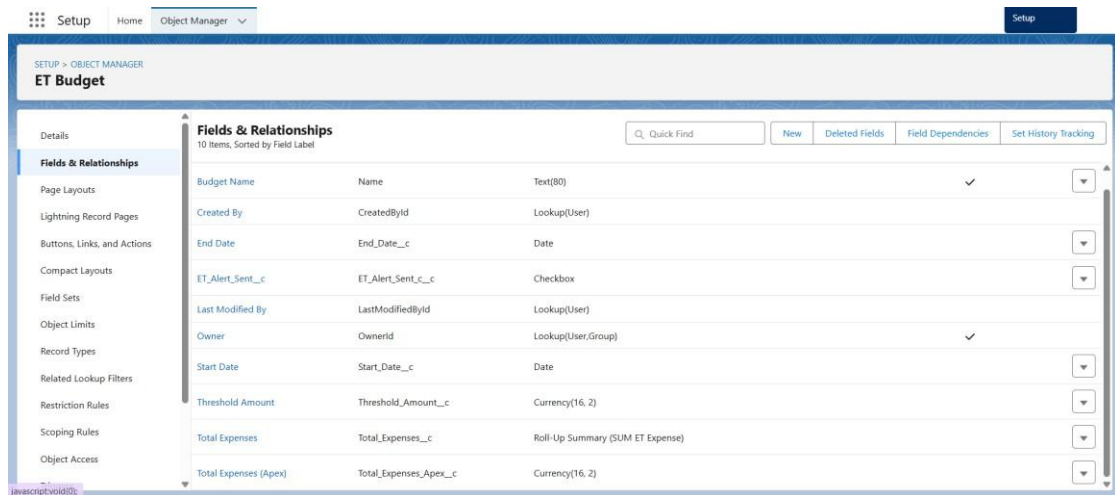 Setup Home Object Manager
Setup
SETUP > OBJECT MANAGER
ET Budget
Details
Fields & Relationships
Page Layouts
Lightning Record Pages
Buttons, Links, and Actions
Compact Layouts
Field Sets
Object Limits
Record Types
Related Lookup Filters
Restriction Rules
Scoping Rules
Object Access
Fields & Relationships
10 Items, Sorted by Field Label
Quick Find
New Deleted Fields Field Dependencies Set History Tracking
Budget Name Name Text(80)
Created By CreatedById Lookup(User)
End Date End_Date__c Date
ET_Alert_Sent__c ET_Alert_Sent_c__c Checkbox
Last Modified By LastModifiedById Lookup(User)
Owner OwnerId Lookup(User,Group)
Start Date Start_Date__c Date
Threshold Amount Threshold_Amount__c Currency(16, 2)
Total Expenses Total_Expenses__c Roll-Up Summary (SUM ET Expense)
Total Expenses (Apex) Total_Expenses_Apex__c Currency(16, 2)
javascript:void(0);